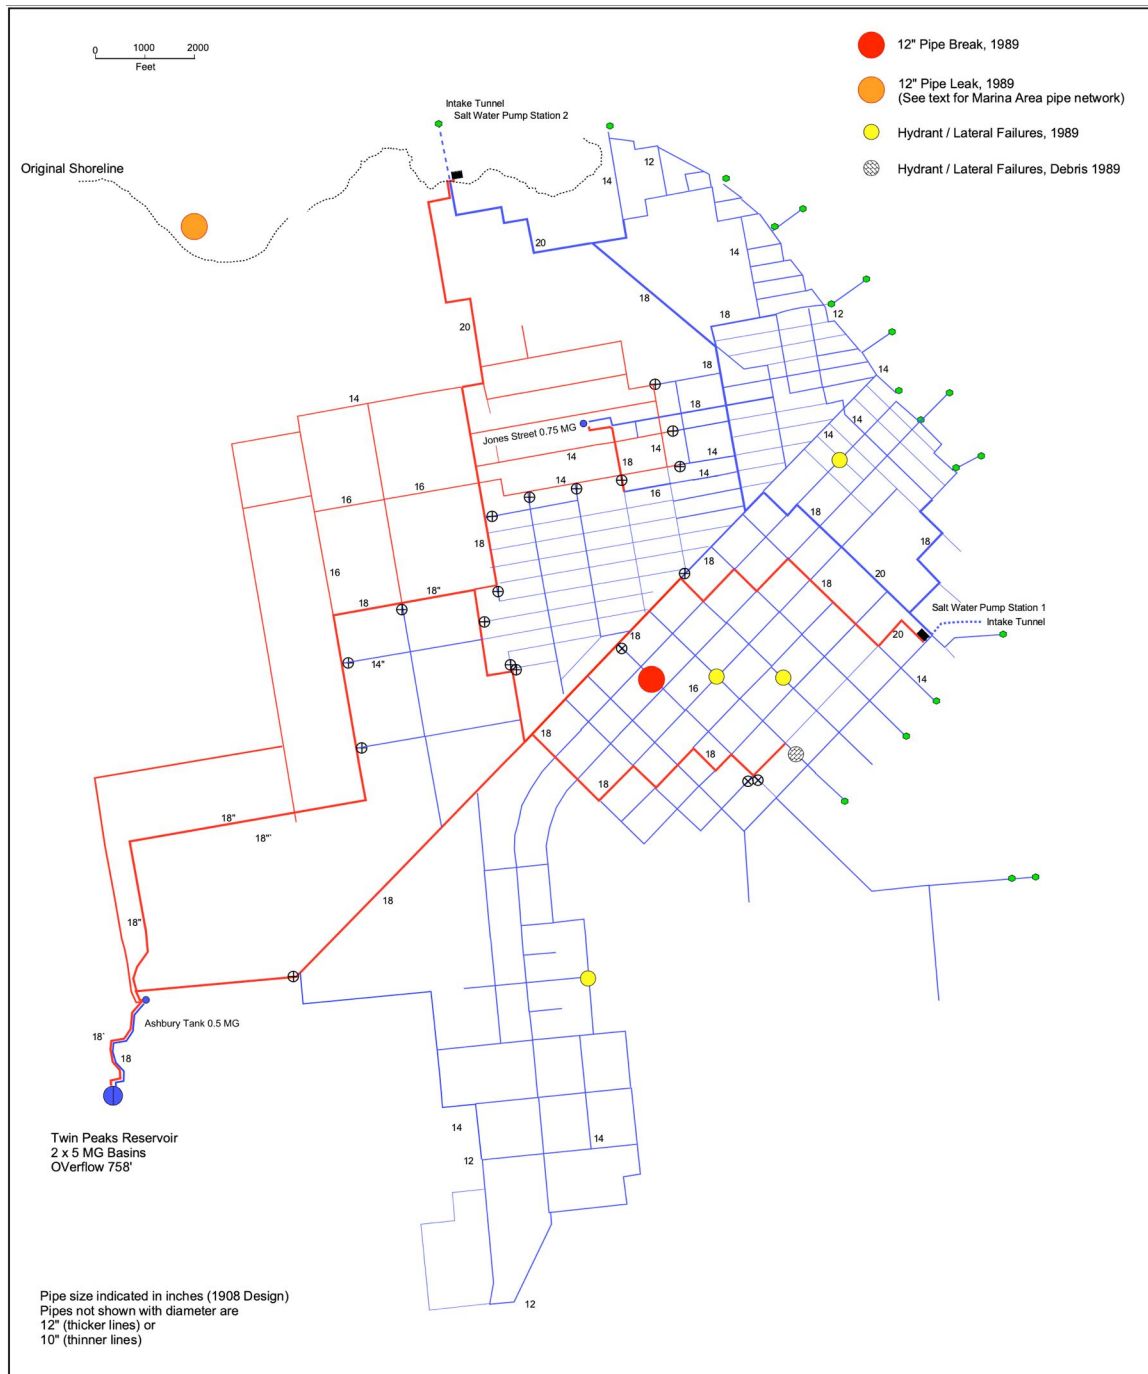 0 1000 2000
Feet
12" Pipe Break, 1989
12" Pipe Leak, 1989
(See text for Marina Area pipe network)
Hydrant / Lateral Failures, 1989
Hydrant / Lateral Failures, Debris 1989
Intake Tunnel
Salt Water Pump Station 2
Original Shoreline
12
14
20
14
18
18
12
20
18
14
14
18
14
14
Jones Street 0.75 MG
14
14
18
14
14
14
16
16
16
18
18
18
20
18
16
18
18"
18
18
Salt Water Pump Station 1
Intake Tunnel
20
18
14"
16
14
18
18
18
18"
18"`
18
18"
Ashbury Tank 0.5 MG
18`
18
Twin Peaks Reservoir
2 x 5 MG Basins
OVerflow 758'
14
14
12
12
Pipe size indicated in inches (1908 Design)
Pipes not shown with diameter are
12" (thicker lines) or
10" (thinner lines)